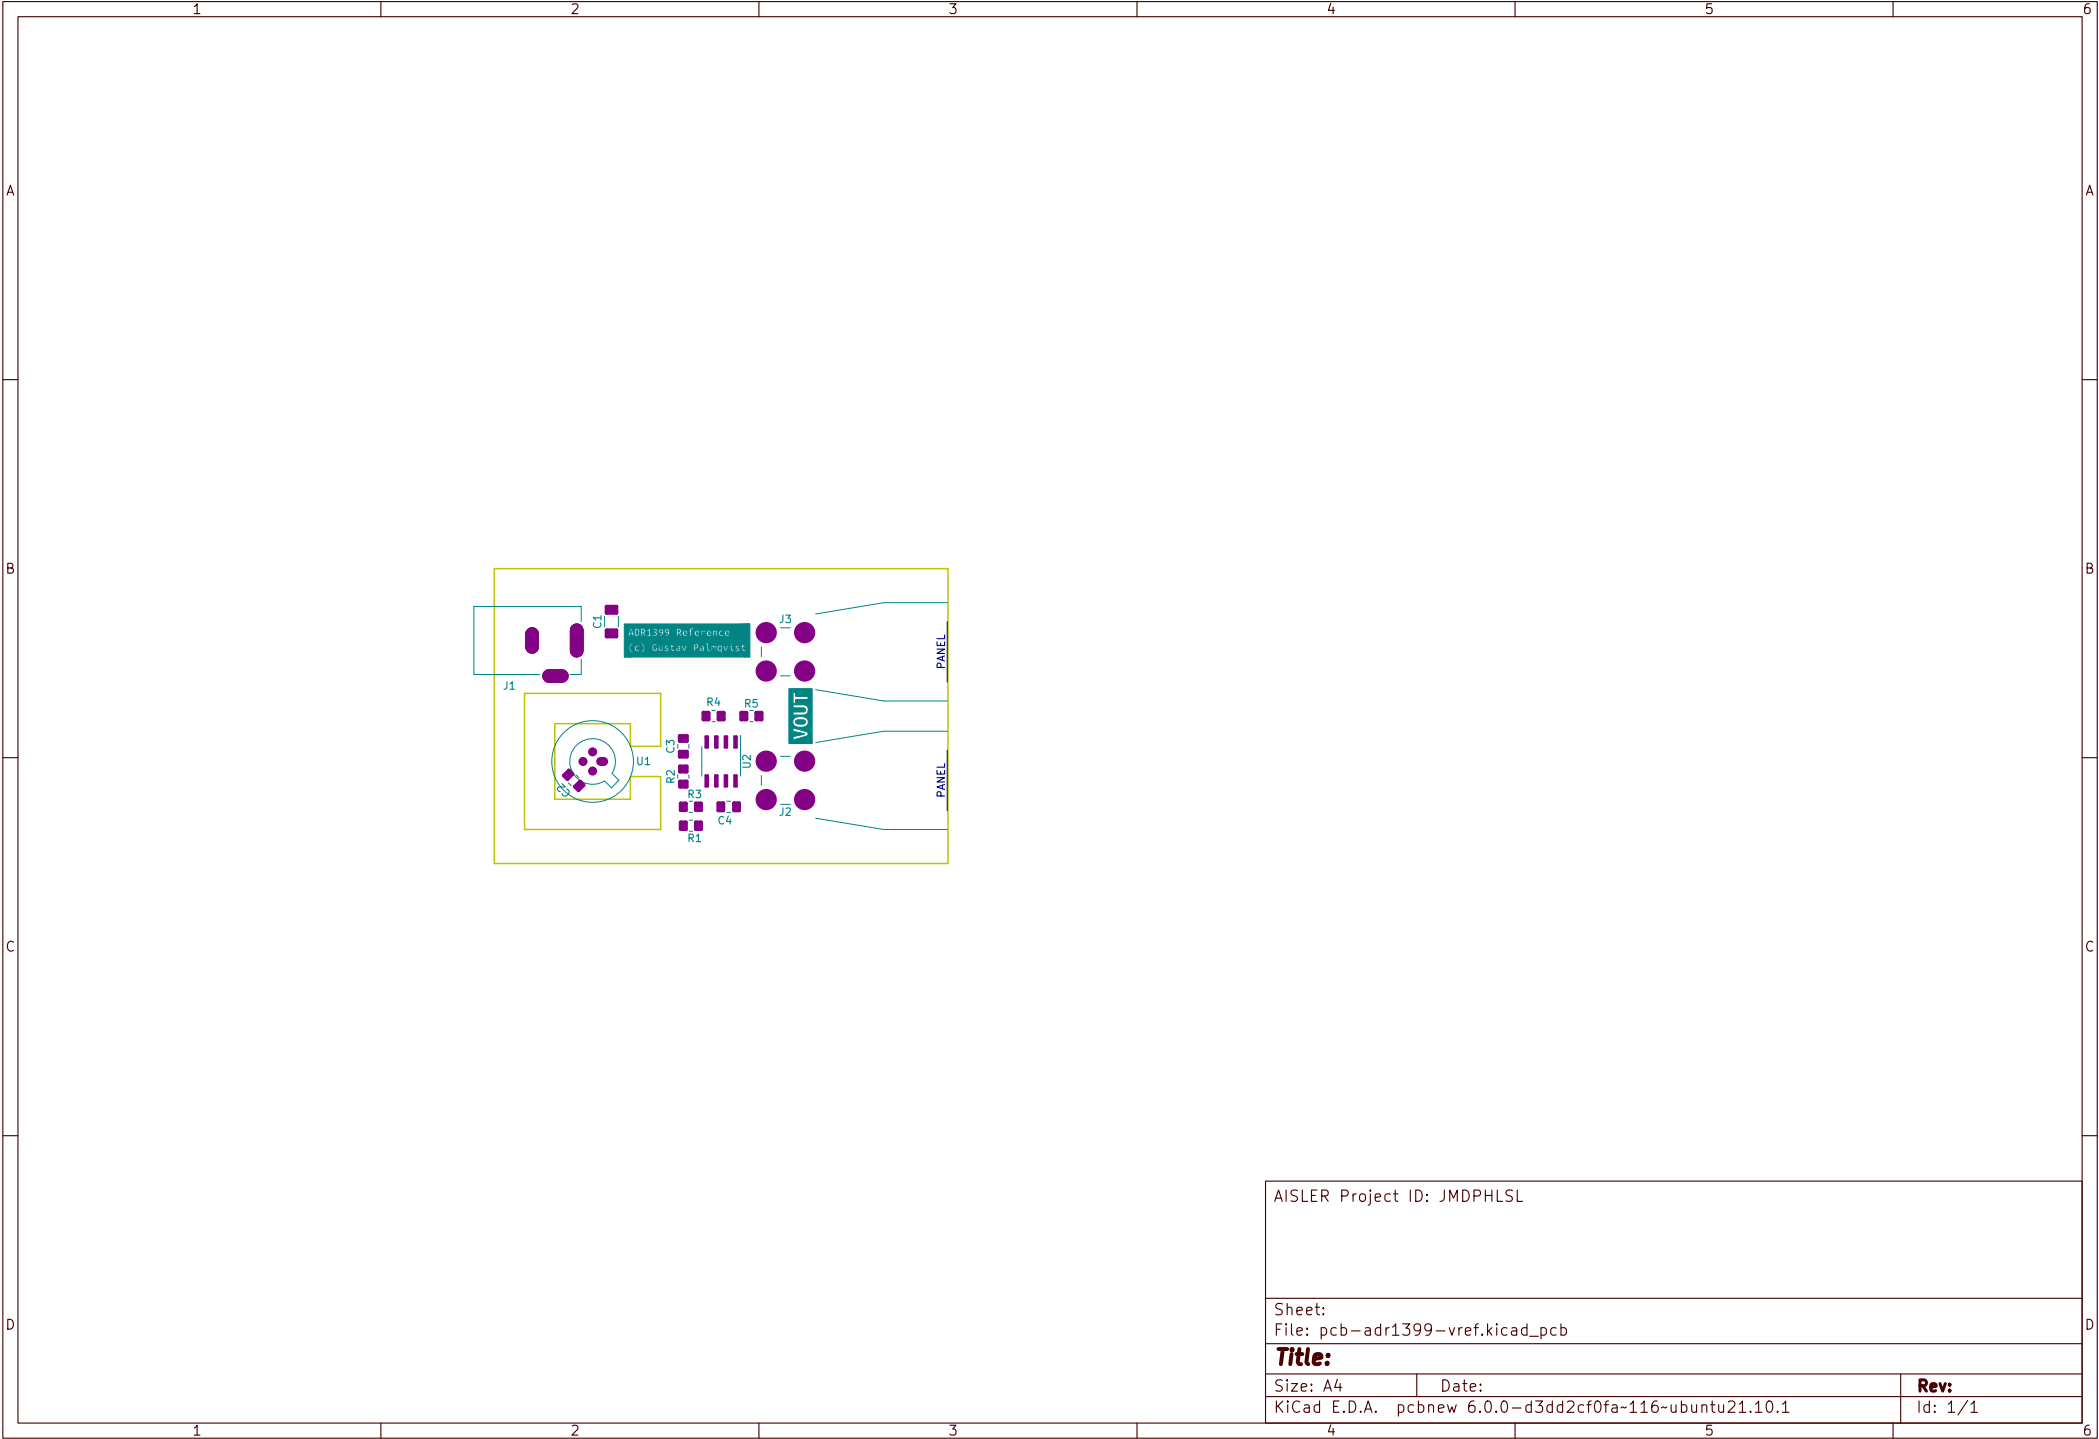 1 2 3 4 5 6
A A
B B
J3
C1
ADR1399 Reference
(c) Gustav Palmqvist
PANEL
J1
R4 R5
VOUT
C3
U1
U2
R2
PANEL
C2
R3
J2
C4
R1
C C
AISLER Project ID: JMDPHLSL
Sheet:
File: pcb-adr1399-vref.kicad_pcb
D D
Title:
Size: A4 Date: Rev:
KiCad E.D.A. pcbnew 6.0.0-d3dd2cf0fa~116~ubuntu21.10.1 Id: 1/1
1 2 3 4 5 6